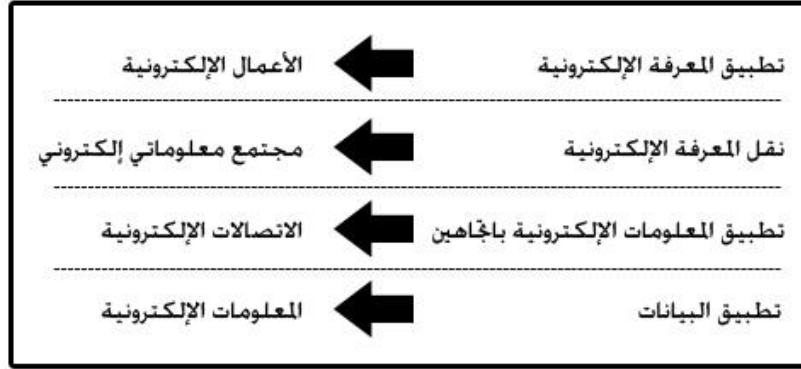 تطبيق المعرفة الإلكترونية الأعمال الإلكترونية
نقل المعرفة الإلكترونية مجتمع معلوماتي إلكتروني
تطبيق المعلومات الإلكترونية باتجاهين الاتصالات الإلكترونية
تطبيق البيانات المعلومات الإلكترونية